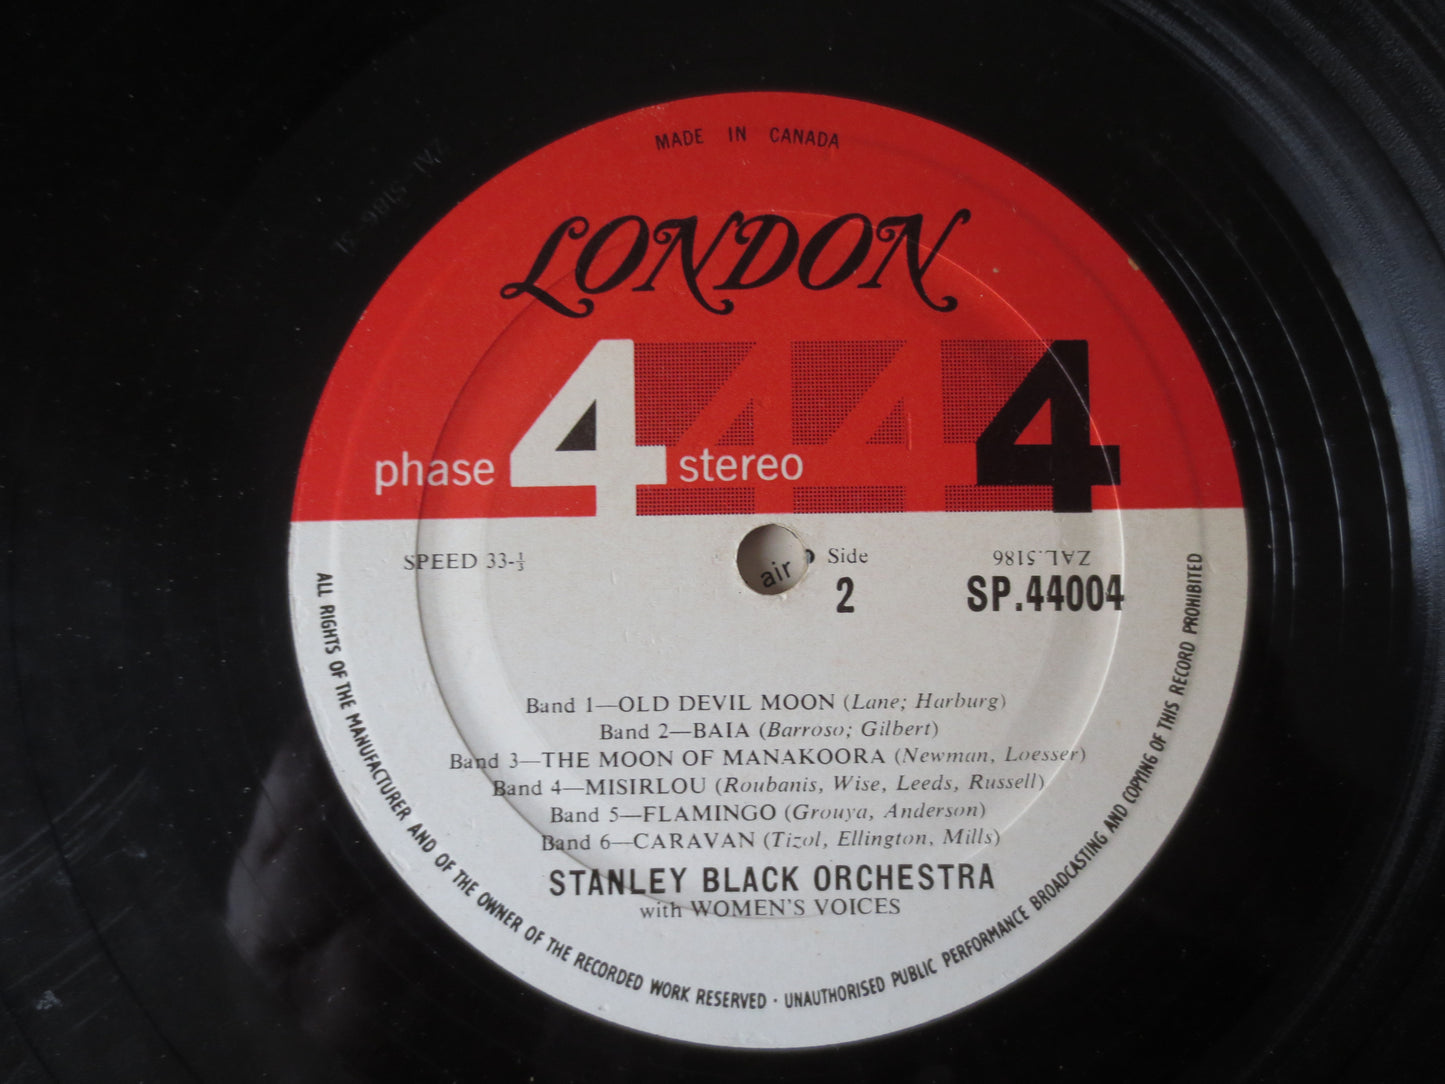 MADE IN CANADA
LONDON
phase 4 stereo 4 4 4
SPEED 33-1/3
air
Side
2
ZAL.5186
SP.44004
Band 1—OLD DEVIL MOON (Lane; Harburg)
Band 2—BAIA (Barroso; Gilbert)
Band 3—THE MOON OF MANAKOORA (Newman, Loesser)
Band 4—MISIRLOU (Roubanis, Wise, Leeds, Russell)
Band 5—FLAMINGO (Grouya, Anderson)
Band 6—CARAVAN (Tizol, Ellington, Mills)
STANLEY BLACK ORCHESTRA
with WOMEN'S VOICES
ALL RIGHTS OF THE MANUFACTURER AND OF THE OWNER OF THE RECORDED WORK RESERVED · UNAUTHORISED PUBLIC PERFORMANCE BROADCASTING AND COPYING OF THIS RECORD PROHIBITED